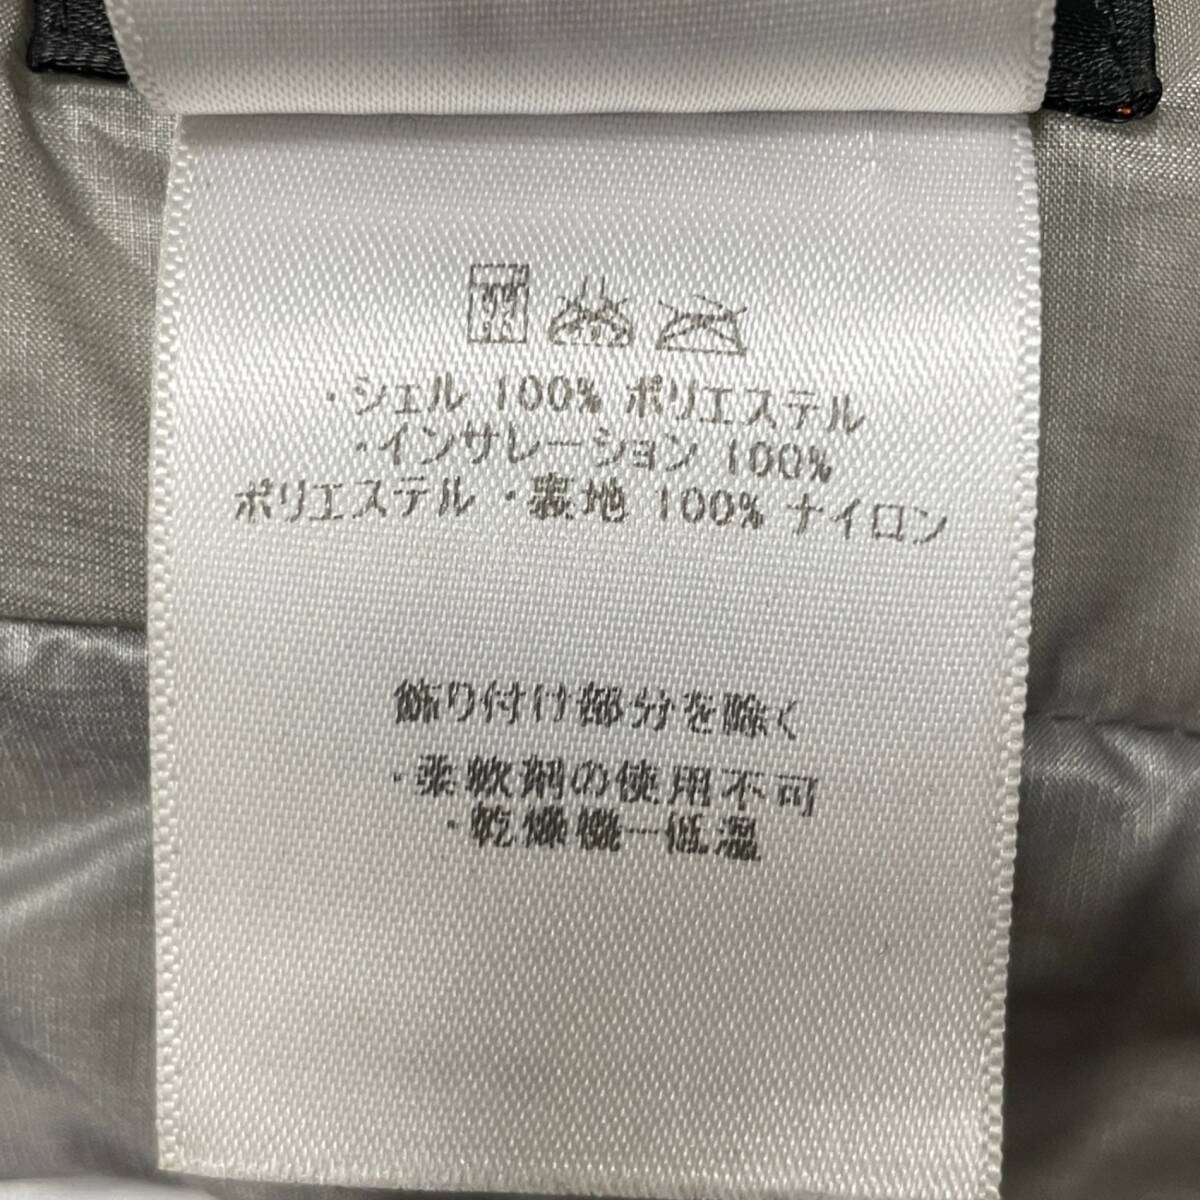 ・シェル 100% ポリエステル
・インサレーション 100%
ポリエステル ・裏地 100% ナイロン
飾り付け部分を除く
・柔軟剤の使用不可
・乾燥機ー低温